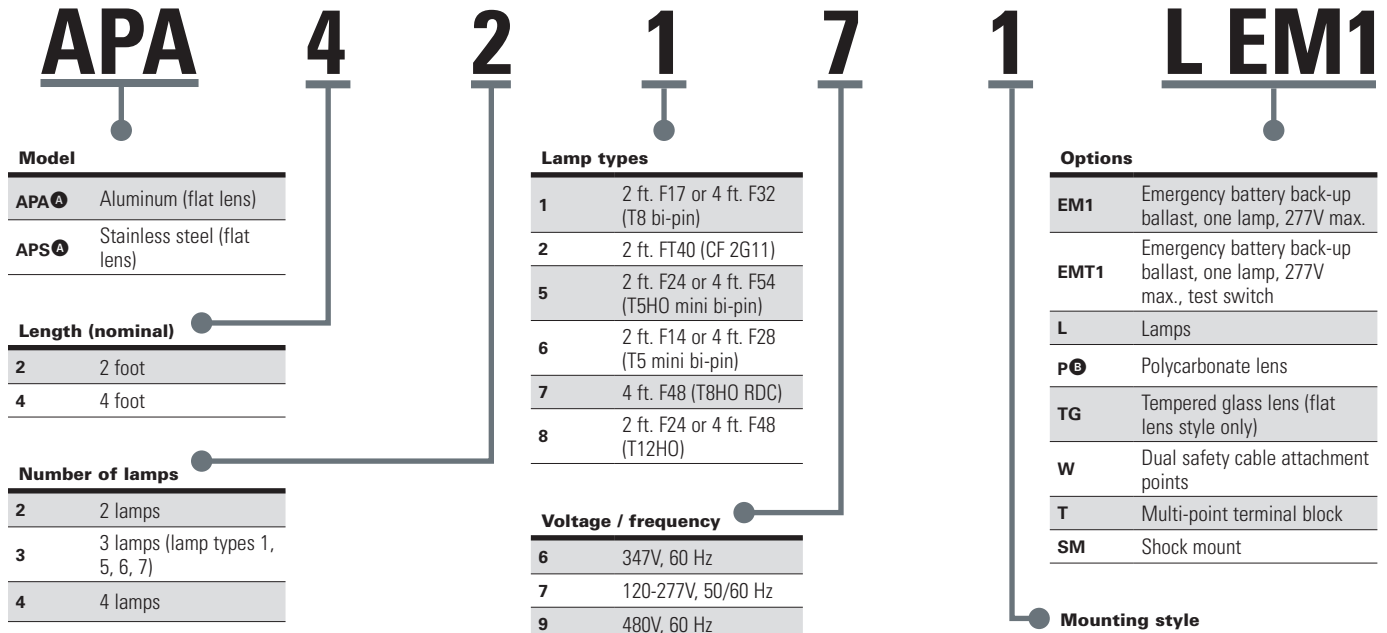 APA 4 2 1 7 1 L EM1
Model
APA Ⓐ Aluminum (flat lens)
APS Ⓐ Stainless steel (flat
lens)
Length (nominal)
2 2 foot
4 4 foot
Number of lamps
2 2 lamps
3 3 lamps (lamp types 1,
5, 6, 7)
4 4 lamps
Lamp types
1 2 ft. F17 or 4 ft. F32
(T8 bi-pin)
2 2 ft. FT40 (CF 2G11)
5 2 ft. F24 or 4 ft. F54
(T5HO mini bi-pin)
6 2 ft. F14 or 4 ft. F28
(T5 mini bi-pin)
7 4 ft. F48 (T8HO RDC)
8 2 ft. F24 or 4 ft. F48
(T12HO)
Voltage / frequency
6 347V, 60 Hz
7 120-277V, 50/60 Hz
9 480V, 60 Hz
Options
EM1 Emergency battery back-up
ballast, one lamp, 277V max.
EMT1 Emergency battery back-up
ballast, one lamp, 277V
max., test switch
L Lamps
P Ⓑ Polycarbonate lens
TG Tempered glass lens (flat
lens style only)
W Dual safety cable attachment
points
T Multi-point terminal block
SM Shock mount
Mounting style